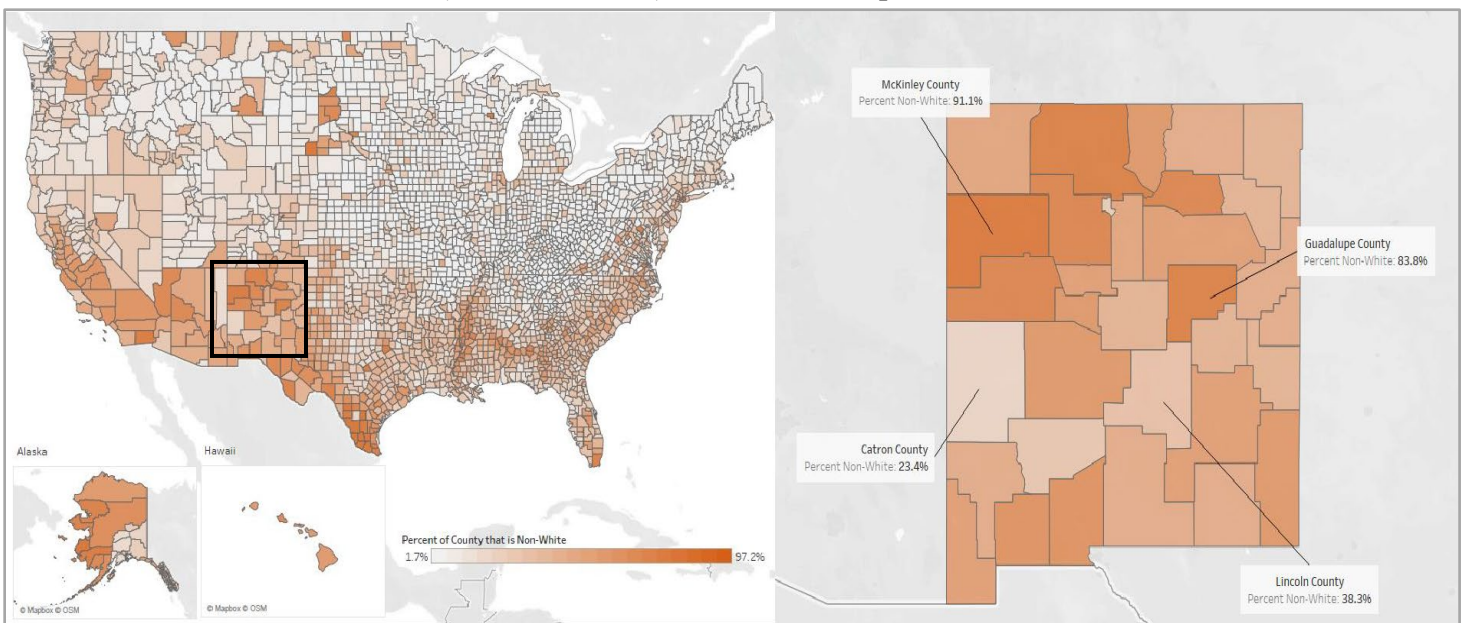 Alaska
Hawaii
© Mapbox © OSM
© Mapbox © OSM
Percent of County that is Non-White
1.7%
97.2%
McKinley County
Percent Non-White: 91.1%
Guadalupe County
Percent Non-White: 83.8%
Catron County
Percent Non-White: 23.4%
Lincoln County
Percent Non-White: 38.3%